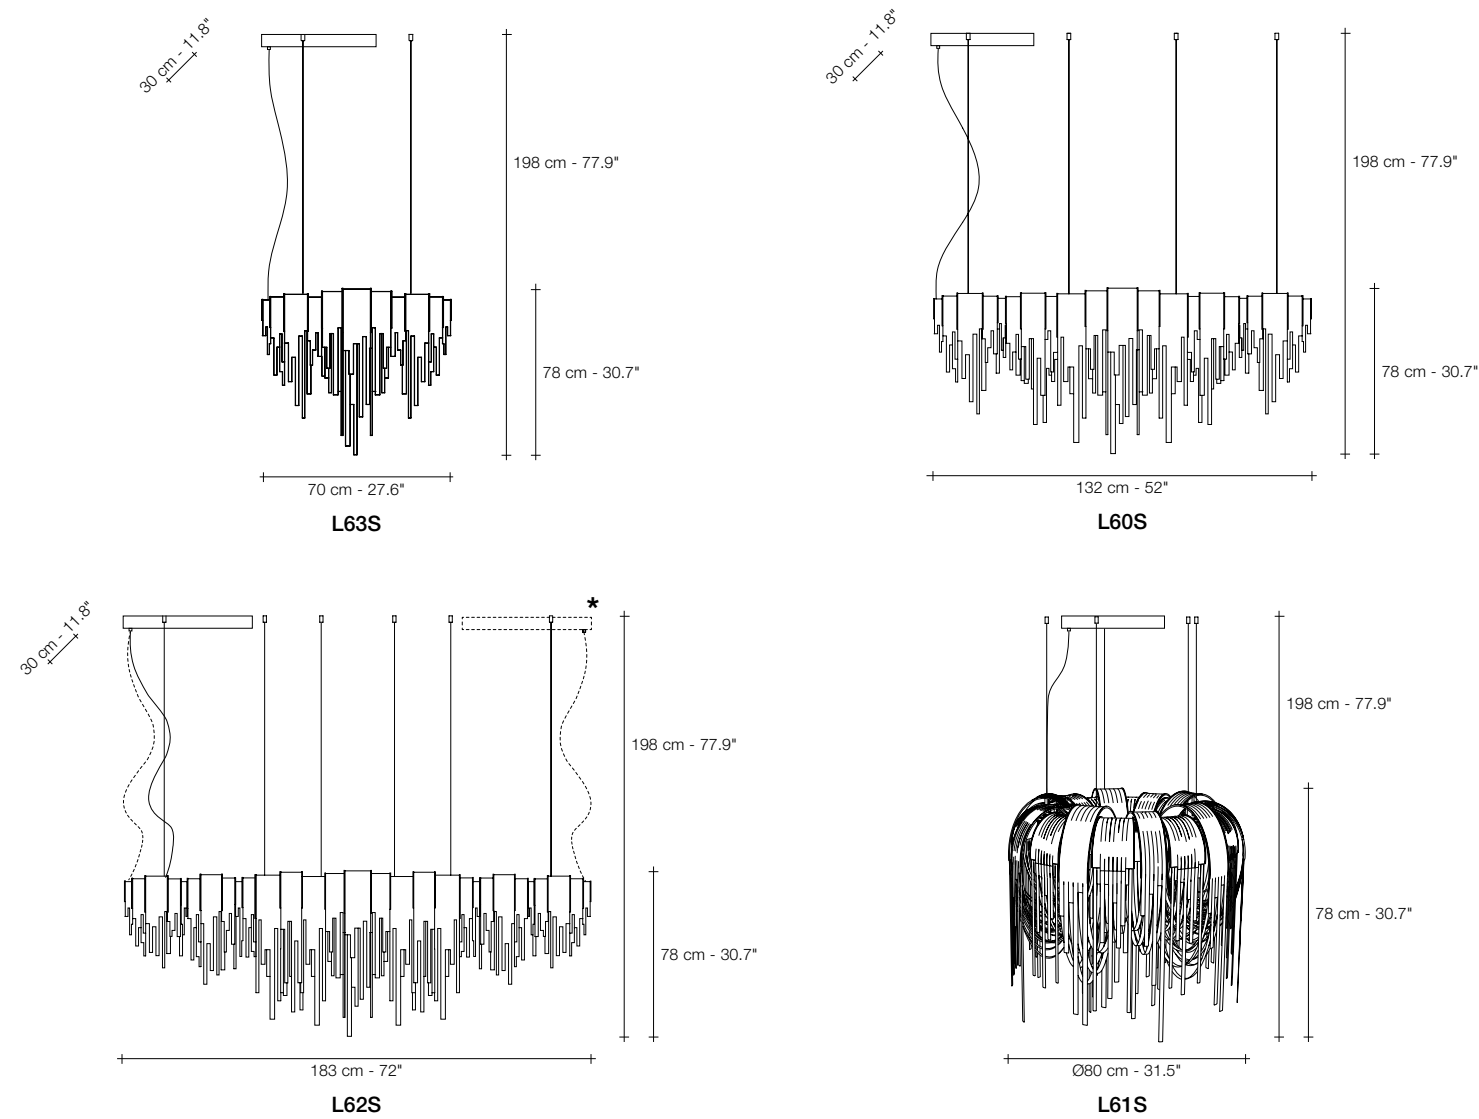 30 cm - 11.8"
198 cm - 77.9"
78 cm - 30.7"
70 cm - 27.6"
L63S
30 cm - 11.8"
198 cm - 77.9"
78 cm - 30.7"
132 cm - 52"
L60S
30 cm - 11.8"
*
198 cm - 77.9"
78 cm - 30.7"
183 cm - 72"
L62S
198 cm - 77.9"
78 cm - 30.7"
Ø80 cm - 31.5"
L61S